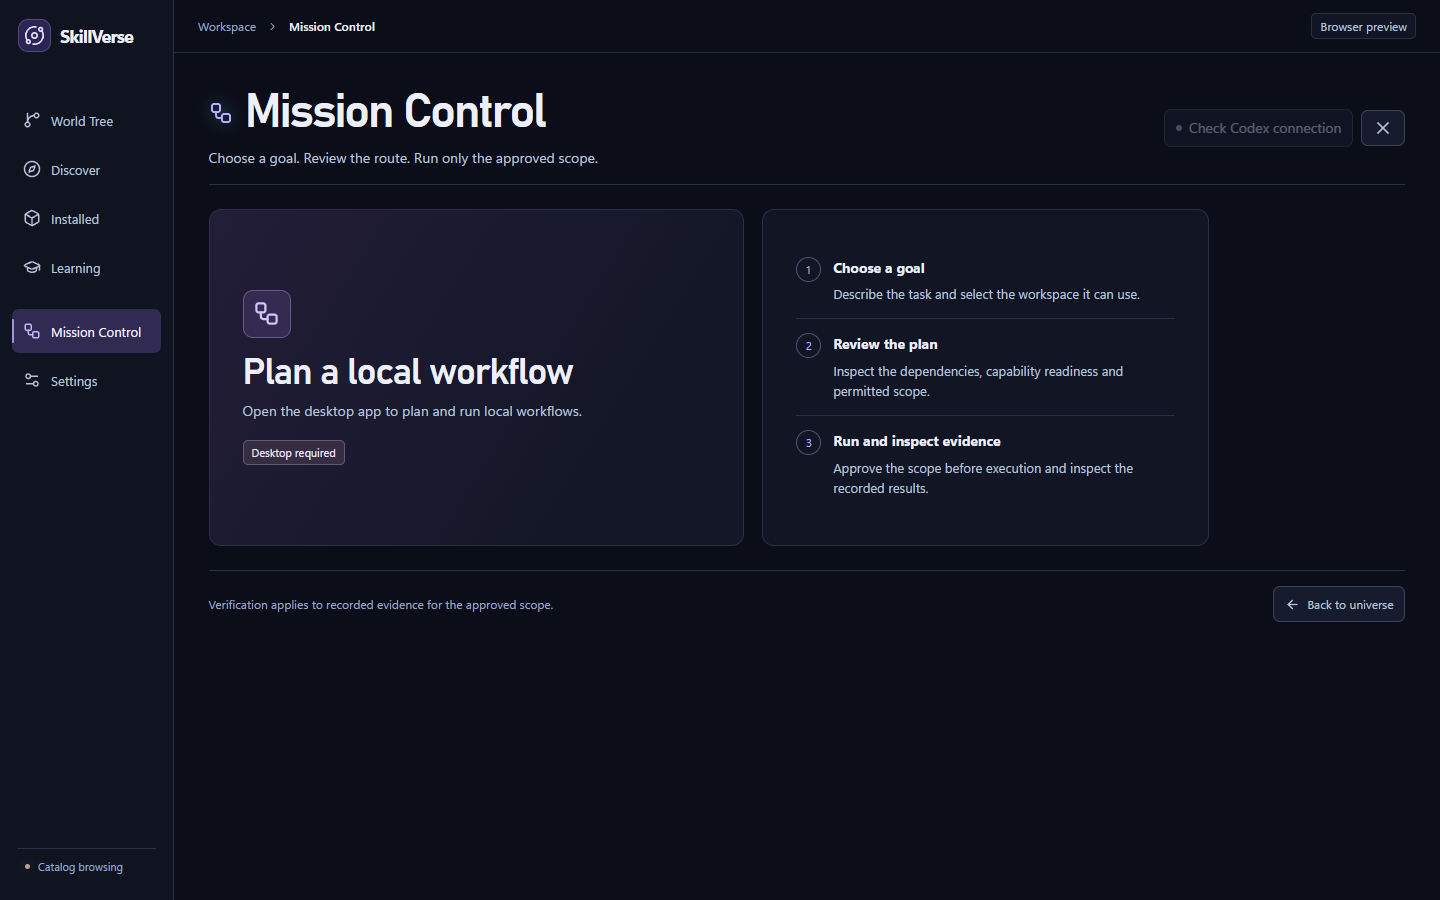 SkillVerse
World Tree
Discover
Installed
Learning
Mission Control
Settings
Catalog browsing
Workspace > Mission Control
Browser preview
Mission Control
Choose a goal. Review the route. Run only the approved scope.
Check Codex connection
Plan a local workflow
Open the desktop app to plan and run local workflows.
Desktop required
1 Choose a goal
Describe the task and select the workspace it can use.
2 Review the plan
Inspect the dependencies, capability readiness and
permitted scope.
3 Run and inspect evidence
Approve the scope before execution and inspect the
recorded results.
Verification applies to recorded evidence for the approved scope.
Back to universe